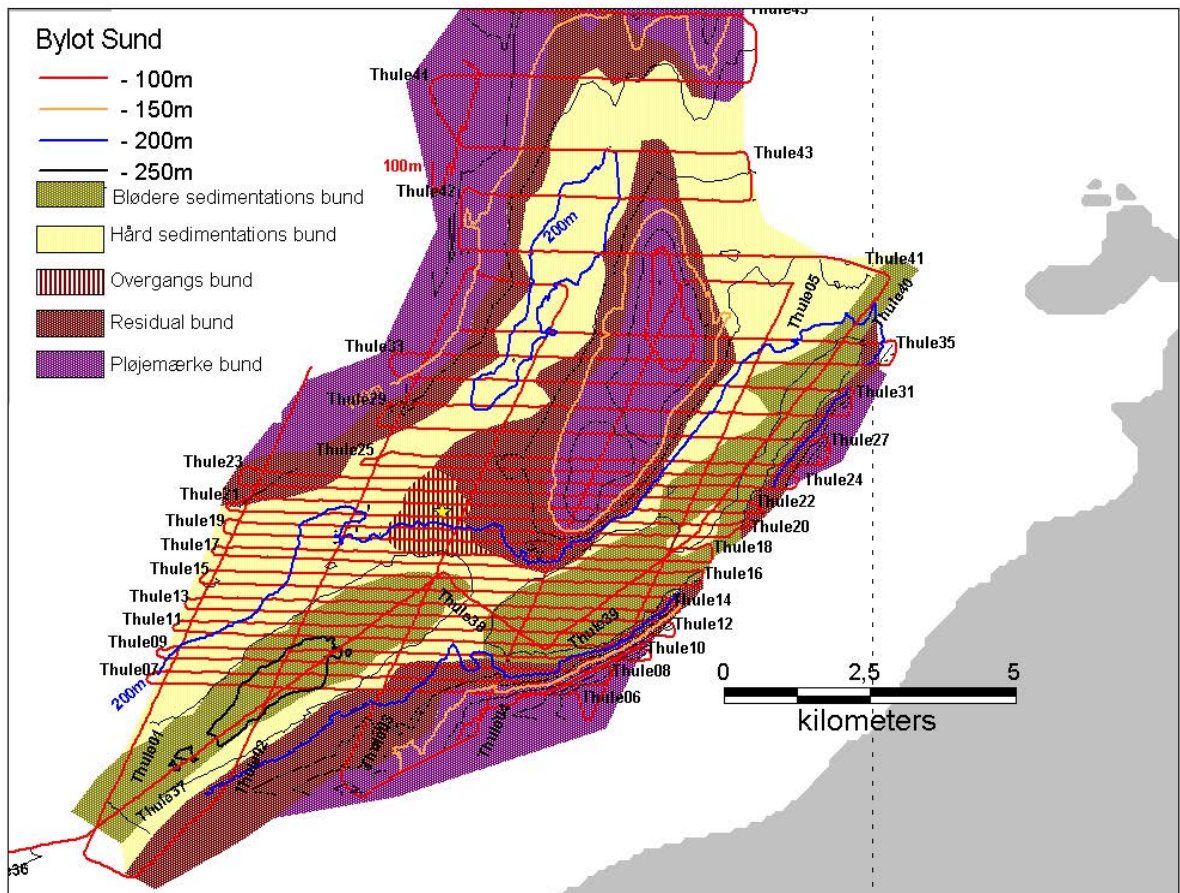 Bylot Sund
- 100m
- 150m
- 200m
- 250m
Blødere sedimentations bund
Hård sedimentations bund
Overgangs bund
Residual bund
Pløjemærke bund
Thule44
Thule43
100m
Thule42
200m
Thule41
Thule40
Thule05
Thule35
Thule33
Thule31
Thule29
Thule27
Thule25
Thule24
Thule23
Thule22
Thule21
Thule20
Thule19
Thule18
Thule17
Thule16
Thule15
Thule14
Thule13
Thule12
Thule11
Thule10
Thule09
Thule08
Thule07
Thule06
Thule38
Thule39
200m
Thule01
Thule02
Thule03
Thule04
Thule37
0 2,5 5
kilometers